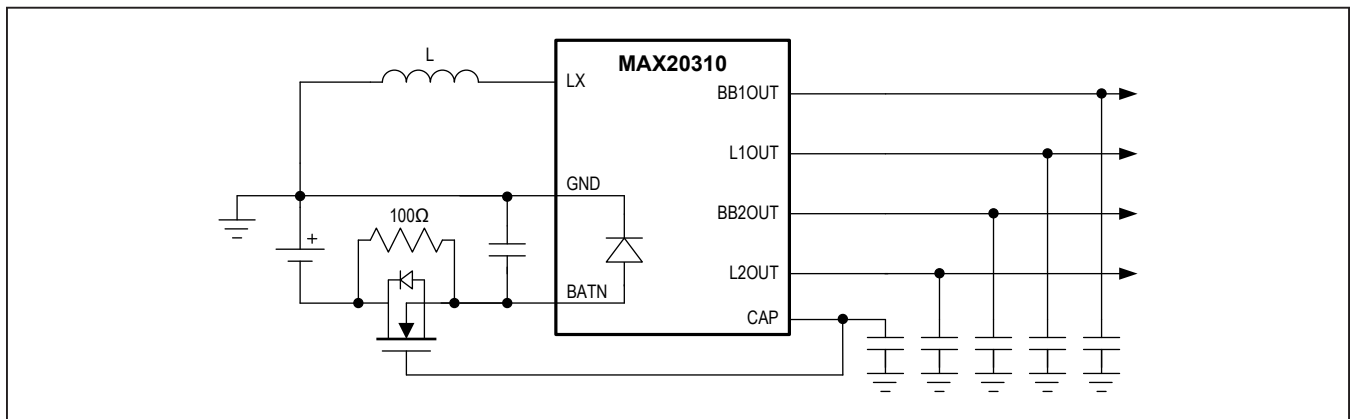 L
MAX20310
LX
BB1OUT
L1OUT
GND
BB2OUT
100Ω
+
L2OUT
BATN
CAP